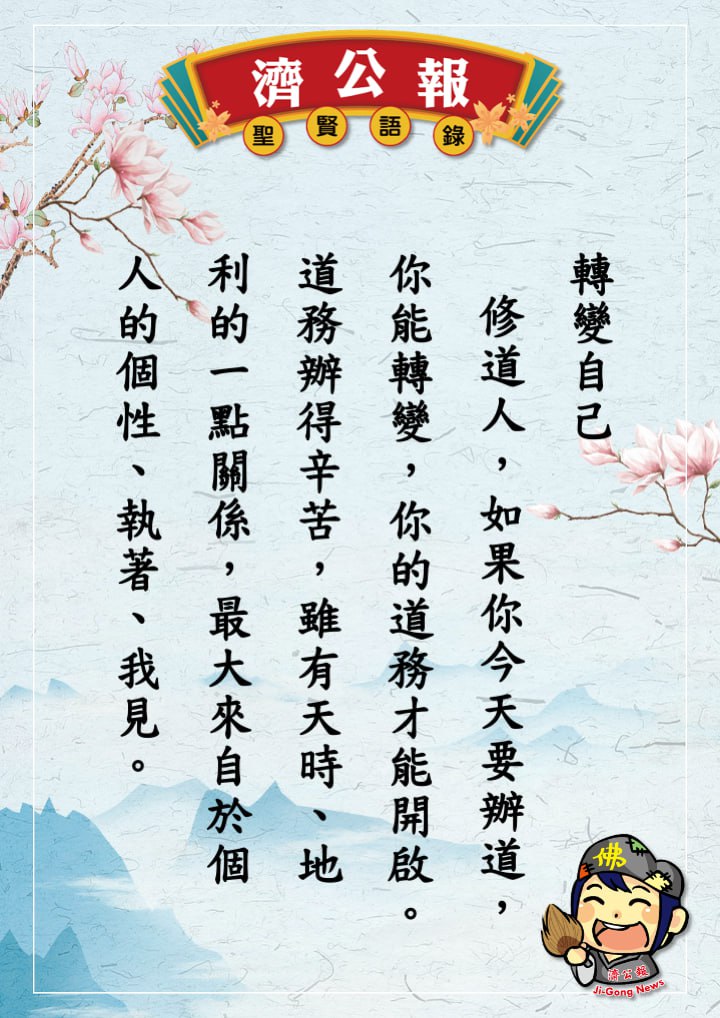 濟公報
聖賢語錄
轉變自己
修道人，如果你今天要辦道，
你能轉變，你的道務才能開啟。
道務辦得辛苦，雖有天時、地
利的一點關係，最大來自於個
人的個性、執著、我見。
佛
濟公報
Ji-Gong News